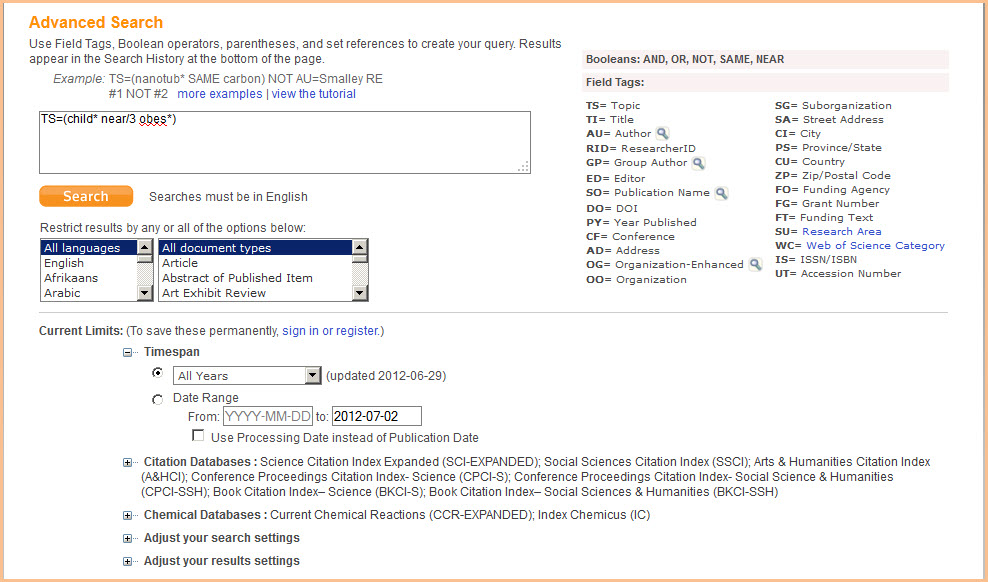 Advanced Search
Use Field Tags, Boolean operators, parentheses, and set references to create your query. Results
appear in the Search History at the bottom of the page.
Example: TS=(nanotub* SAME carbon) NOT AU=Smalley RE
#1 NOT #2 more examples | view the tutorial
TS=(child* near/3 obes*)
Search
Searches must be in English
Restrict results by any or all of the options below:
All languages
English
Afrikaans
Arabic
All document types
Article
Abstract of Published Item
Art Exhibit Review
Booleans: AND, OR, NOT, SAME, NEAR
Field Tags:
TS= Topic
TI= Title
AU= Author
RID= ResearcherID
GP= Group Author
ED= Editor
SO= Publication Name
DO= DOI
PY= Year Published
CF= Conference
AD= Address
OG= Organization-Enhanced
OO= Organization
SG= Suborganization
SA= Street Address
CI= City
PS= Province/State
CU= Country
ZP= Zip/Postal Code
FO= Funding Agency
FG= Grant Number
FT= Funding Text
SU= Research Area
WC= Web of Science Category
IS= ISSN/ISBN
UT= Accession Number
Current Limits: (To save these permanently, sign in or register.)
Timespan
All Years (updated 2012-06-29)
Date Range
From: YYYY-MM-DD to: 2012-07-02
Use Processing Date instead of Publication Date
Citation Databases : Science Citation Index Expanded (SCI-EXPANDED); Social Sciences Citation Index (SSCI); Arts & Humanities Citation Index
(A&HCI); Conference Proceedings Citation Index- Science (CPCI-S); Conference Proceedings Citation Index- Social Science & Humanities
(CPCI-SSH); Book Citation Index– Science (BKCI-S); Book Citation Index– Social Sciences & Humanities (BKCI-SSH)
Chemical Databases : Current Chemical Reactions (CCR-EXPANDED); Index Chemicus (IC)
Adjust your search settings
Adjust your results settings